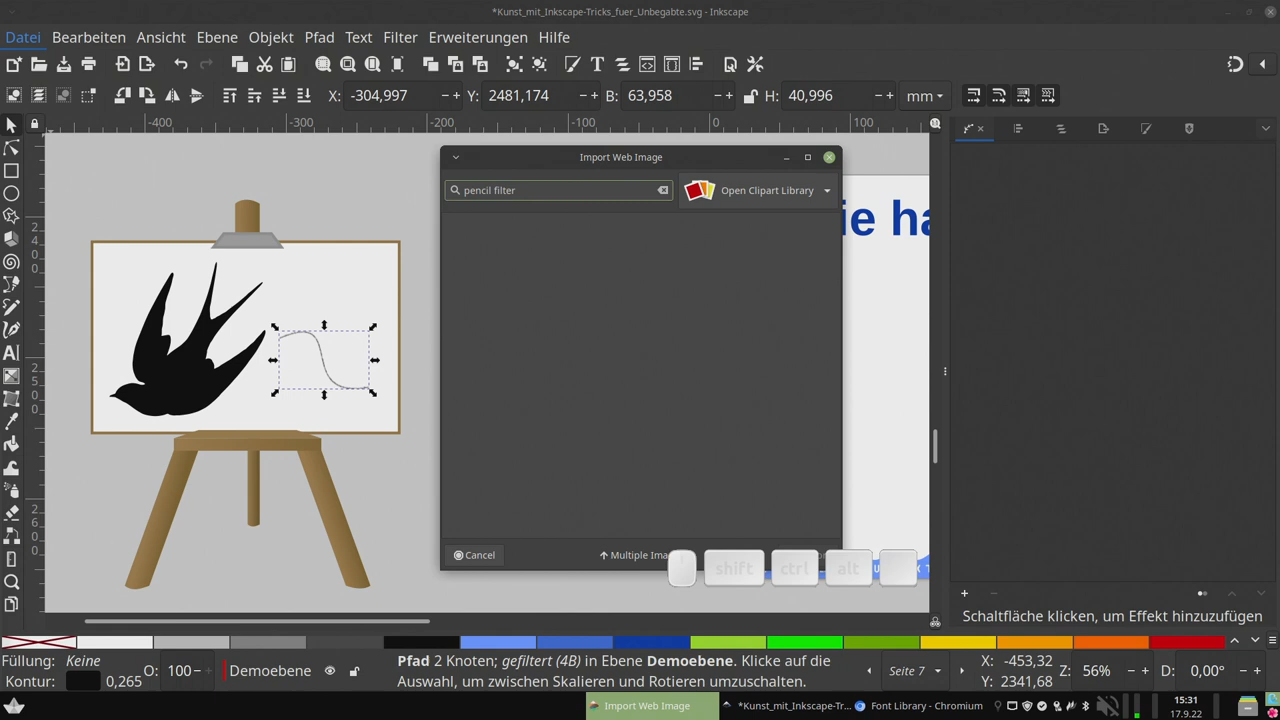 *Kunst_mit_Inkscape-Tricks_fuer_Unbegabte.svg - Inkscape
Datei Bearbeiten Ansicht Ebene Objekt Pfad Text Filter Erweiterungen Hilfe
X: -304,997 Y: 2481,174 B: 63,958 H: 40,996 mm
-400 -300 -200 -100 0 100
Import Web Image
pencil filter Open Clipart Library
ie ha
2400
2500
2600
Cancel Multiple Ima
shift ctrl alt
Schaltfläche klicken, um Effekt hinzuzufügen
Füllung: Keine O: 100 Demoebene
Kontur: 0,265
Pfad 2 Knoten; gefiltert (4B) in Ebene Demoebene. Klicke auf die
Auswahl, um zwischen Skalieren und Rotieren umzuschalten.
Seite 7
X: -453,32 Z: 56% D: 0,00°
Y: 2341,68
Import Web Image *Kunst_mit_Inkscape-Tr... Font Library - Chromium
15:31
17.9.22